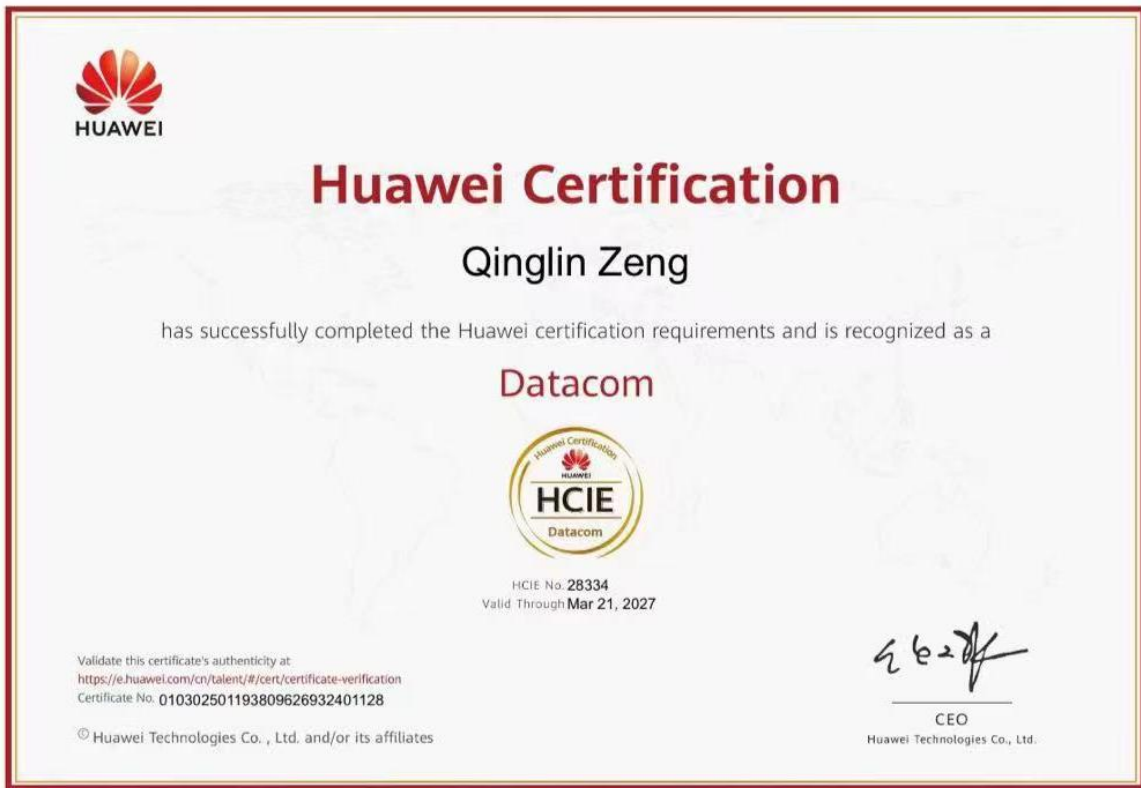 HUAWEI
Huawei Certification
Qinglin Zeng
has successfully completed the Huawei certification requirements and is recognized as a
Datacom
Huawei Certification
HUAWEI
HCIE
Datacom
HCIE No. 28334
Valid Through Mar 21, 2027
Validate this certificate's authenticity at
https://e.huawei.com/cn/talent/#/cert/certificate-verification
Certificate No. 010302501193809626932401128
© Huawei Technologies Co. , Ltd. and/or its affiliates
CEO
Huawei Technologies Co., Ltd.